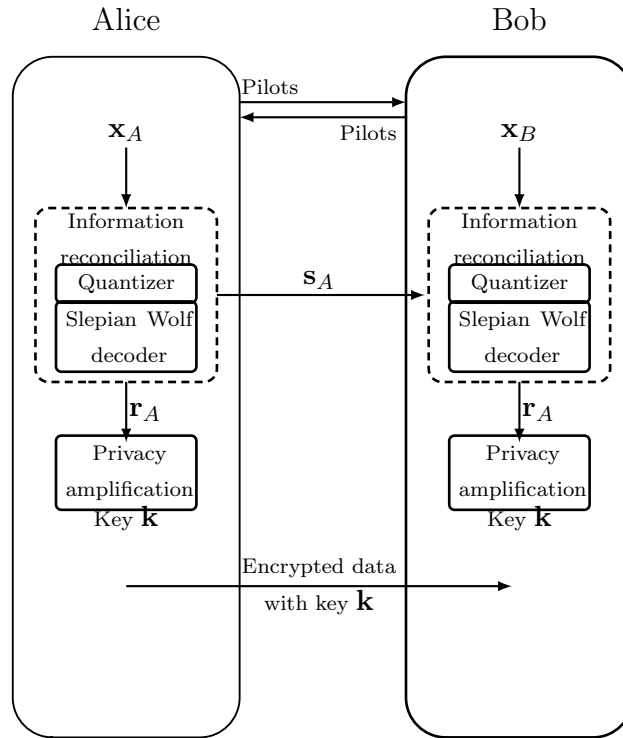 Alice
Bob
Pilots
Pilots
x_A
x_B
Information
reconciliation
Quantizer
Slepian Wolf
decoder
s_A
Information
reconciliation
Quantizer
Slepian Wolf
decoder
r_A
r_A
Privacy
amplification
Key k
Privacy
amplification
Key k
Encrypted data
with key k